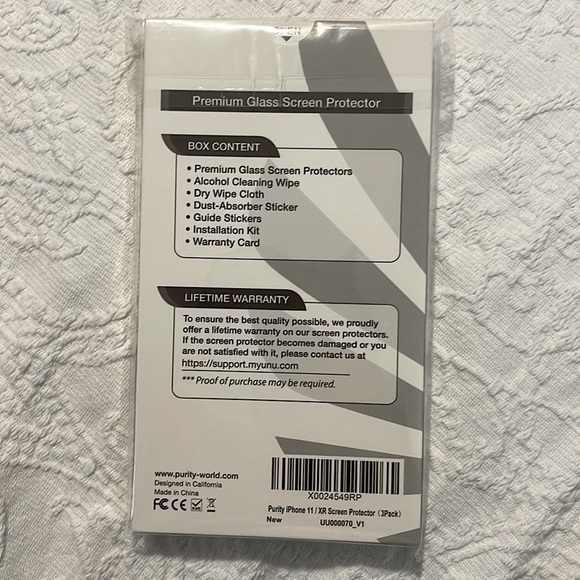 OPEN
Premium Glass Screen Protector
BOX CONTENT
• Premium Glass Screen Protectors
• Alcohol Cleaning Wipe
• Dry Wipe Cloth
• Dust-Absorber Sticker
• Guide Stickers
• Installation Kit
• Warranty Card
LIFETIME WARRANTY
To ensure the best quality possible, we proudly
offer a lifetime warranty on our screen protectors.
If the screen protector becomes damaged or you
are not satisfied with it, please contact us at
https://support.myunu.com
*** Proof of purchase may be required.
www.purity-world.com
Designed in California
Made in China
FC CE
X0024549RP
Purity iPhone 11 / XR Screen Protector (3Pack)
New UU000070_V1